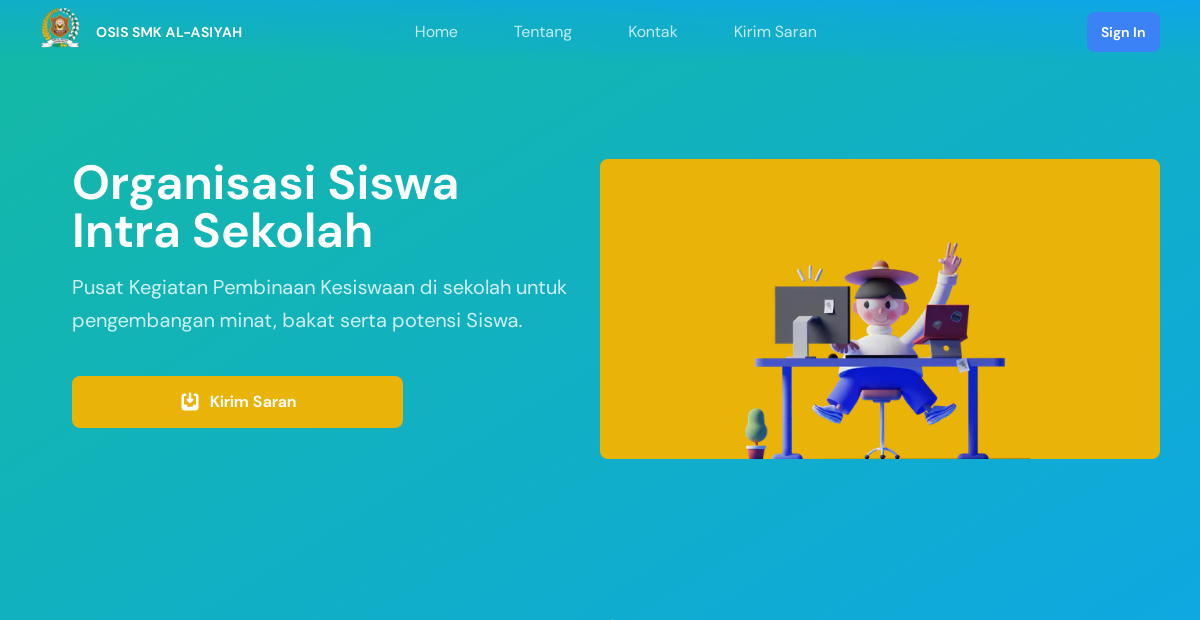 OSIS SMK AL-ASIYAH
Home
Tentang
Kontak
Kirim Saran
Sign In
Organisasi Siswa
Intra Sekolah
Pusat Kegiatan Pembinaan Kesiswaan di sekolah untuk
pengembangan minat, bakat serta potensi Siswa.
Kirim Saran